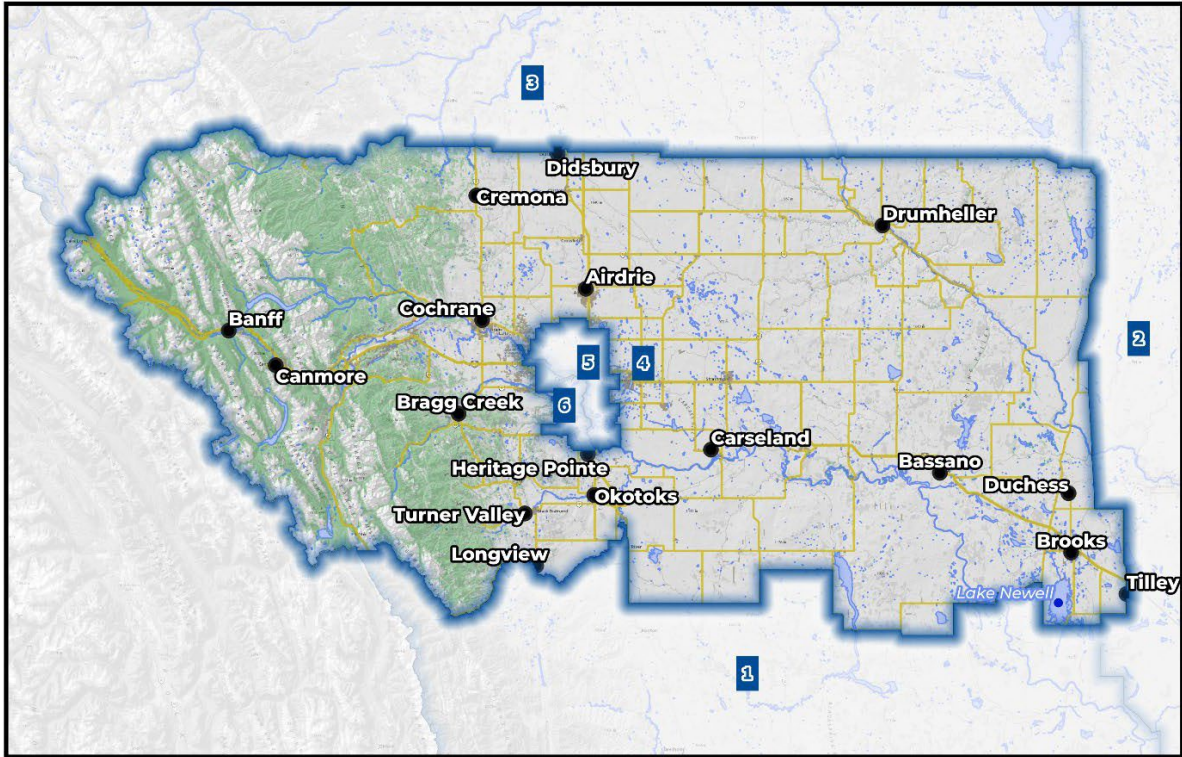 3
Didsbury
Cremona
Drumheller
Airdrie
Cochrane
Banff
2
5
4
Canmore
Bragg Creek
6
Carseland
Heritage Pointe
Bassano
Duchess
Okotoks
Turner Valley
Brooks
Longview
Tilley
Lake Newell
1